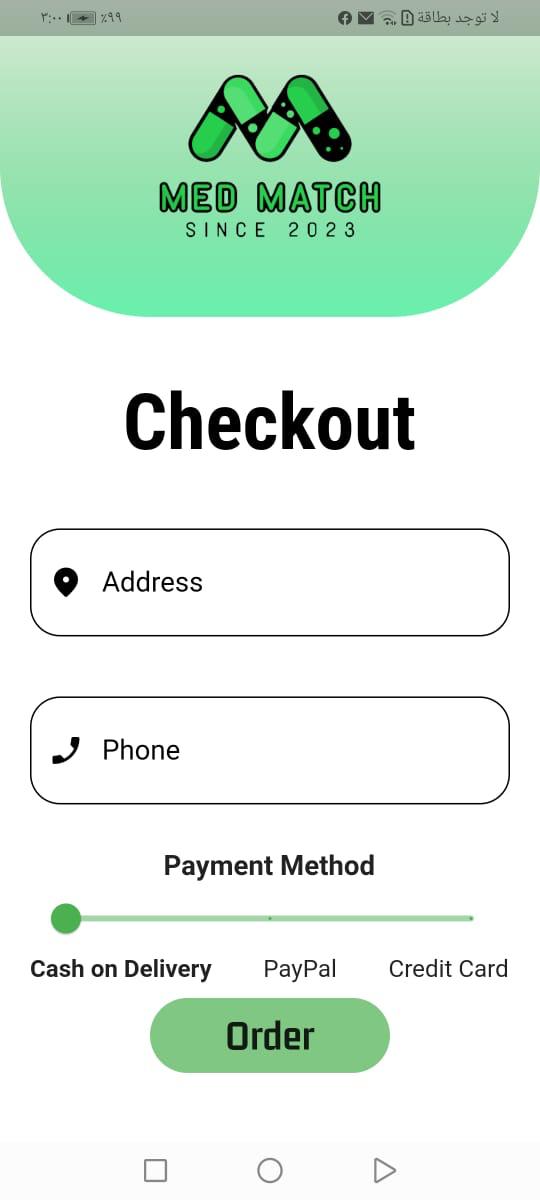 ٣:٠٠ ٪٩٩ لا توجد بطاقة
MED MATCH
SINCE 2023
Checkout
Address
Phone
Payment Method
Cash on Delivery PayPal Credit Card
Order